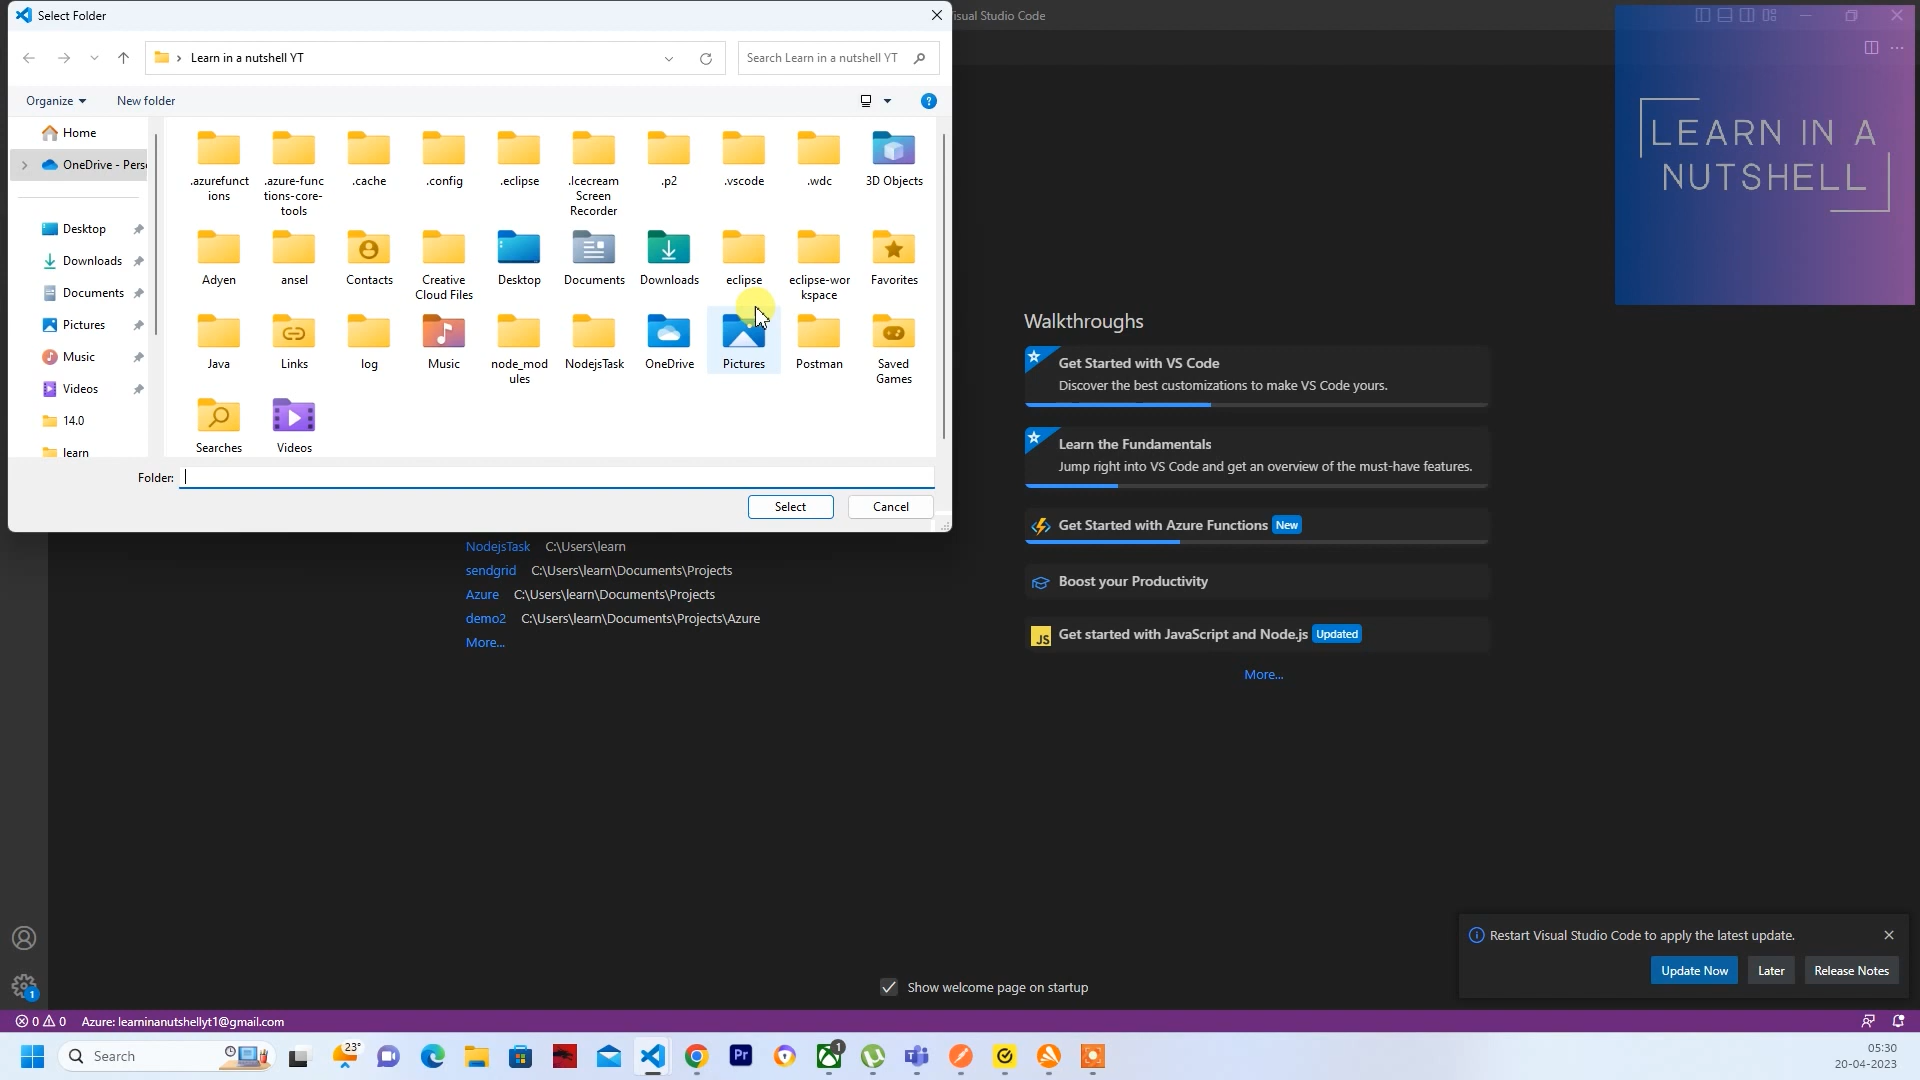 Select Folder
isual Studio Code
Learn in a nutshell YT
Search Learn in a nutshell YT
Organize
New folder
?
Home
OneDrive - Pers
Desktop
Downloads
Documents
Pictures
Music
Videos
14.0
learn
.azurefunct
ions
.azure-func
tions-core-
tools
.cache
.config
.eclipse
.Icecream
Screen
Recorder
.p2
.vscode
.wdc
3D Objects
Adyen
ansel
Contacts
Creative
Cloud Files
Desktop
Documents
Downloads
eclipse
eclipse-wor
kspace
Favorites
Java
Links
log
Music
node_mod
ules
NodejsTask
OneDrive
Pictures
Postman
Saved
Games
Searches
Videos
Folder:
Select
Cancel
LEARN IN A
NUTSHELL
NodejsTask C:\Users\learn
sendgrid C:\Users\learn\Documents\Projects
Azure C:\Users\learn\Documents\Projects
demo2 C:\Users\learn\Documents\Projects\Azure
More...
Walkthroughs
Get Started with VS Code
Discover the best customizations to make VS Code yours.
Learn the Fundamentals
Jump right into VS Code and get an overview of the must-have features.
Get Started with Azure Functions New
Boost your Productivity
JS Get started with JavaScript and Node.js Updated
More...
Show welcome page on startup
Restart Visual Studio Code to apply the latest update.
Update Now
Later
Release Notes
1
0 0 Azure: learninanutshellyt1@gmail.com
Search
23°
Pr
1
05:30
20-04-2023